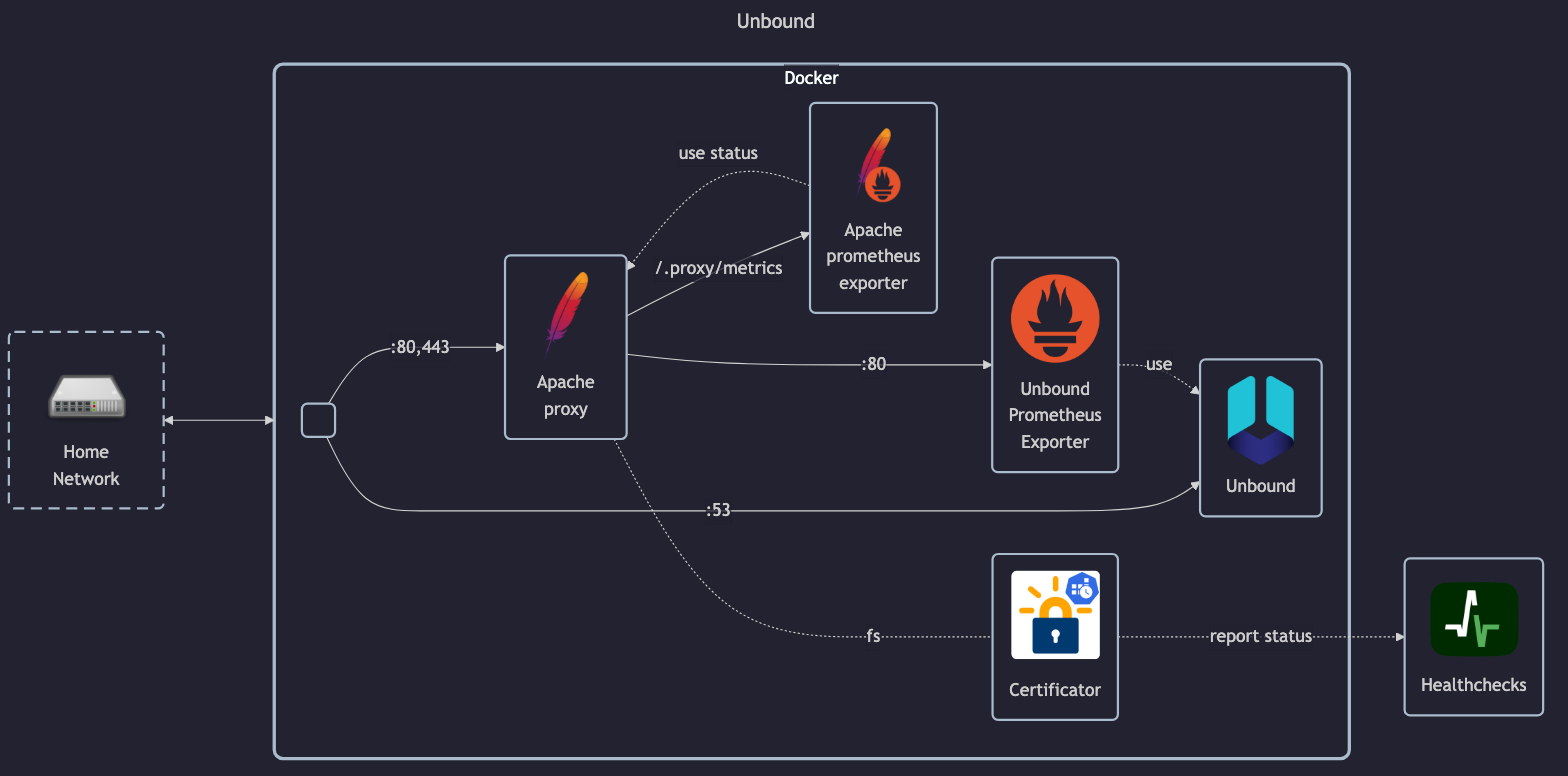 Unbound
Docker
use status
Apache
prometheus
exporter
/.proxy/metrics
:80,443
Apache
proxy
:80
Unbound
Prometheus
Exporter
use
Unbound
Home
Network
:53
fs
Certificator
report status
Healthchecks